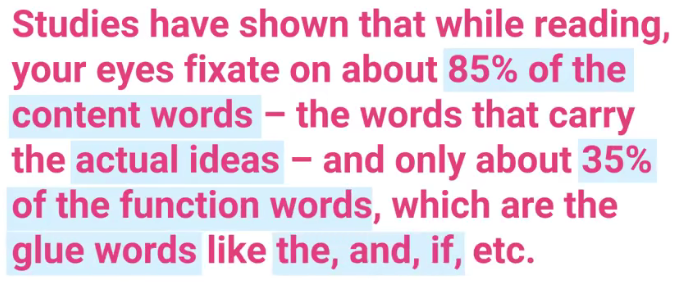 Studies have shown that while reading,
your eyes fixate on about 85% of the
content words – the words that carry
the actual ideas – and only about 35%
of the function words, which are the
glue words like the, and, if, etc.